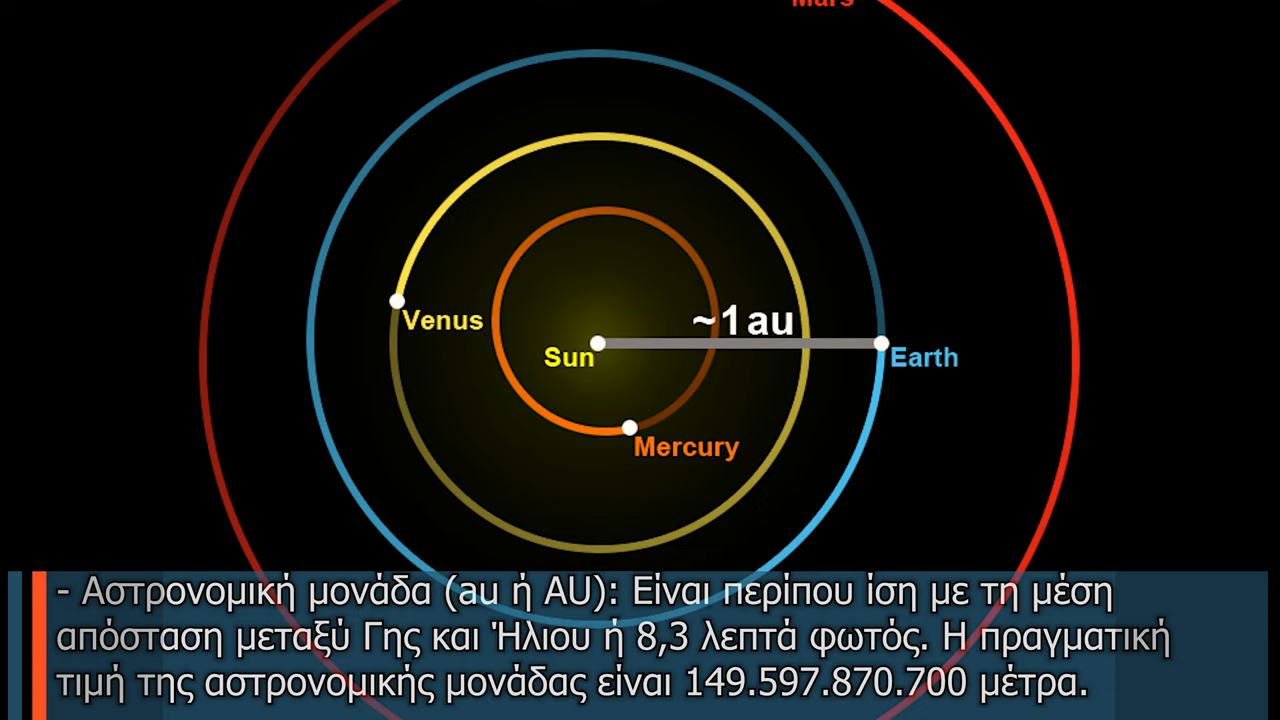 Mars
~1 au
Venus
Sun
Earth
Mercury
- Αστρονομική μονάδα (au ή AU): Είναι περίπου ίση με τη μέση
απόσταση μεταξύ Γης και Ήλιου ή 8,3 λεπτά φωτός. Η πραγματική
τιμή της αστρονομικής μονάδας είναι 149.597.870.700 μέτρα.